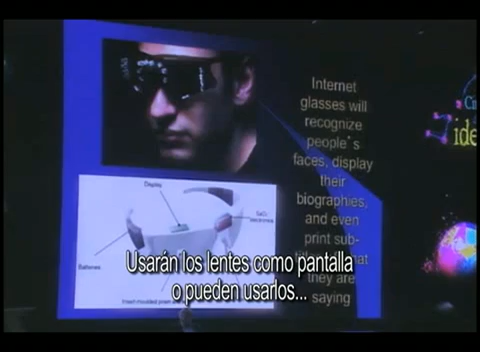 Internet
glasses will
recognize
people's
faces, display
their
biographies,
and even
print sub-
they are
saying
Display
Batteries
Usarán los lentes como pantalla
o pueden usarlos...
ide